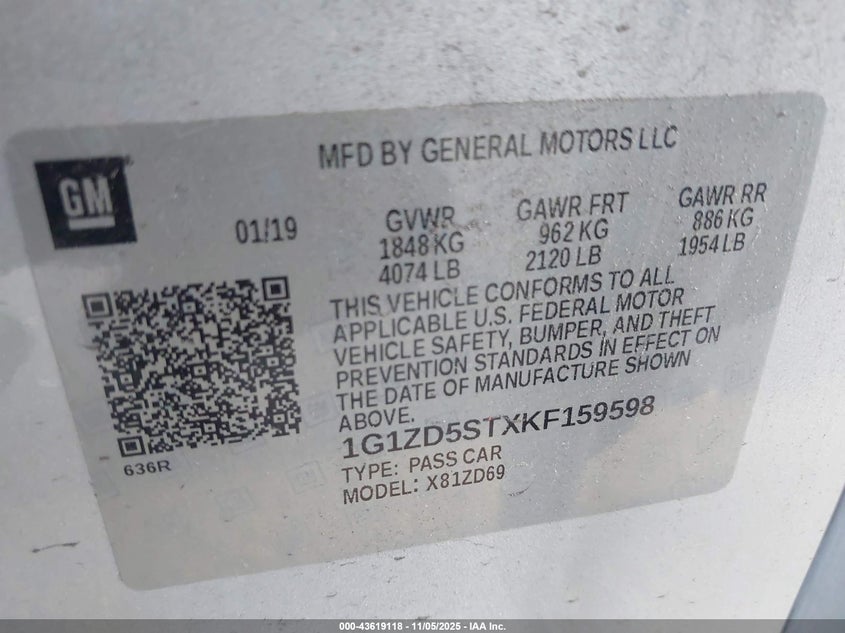 MFD BY GENERAL MOTORS LLC
GM
01/19
GVWR
1848 KG
4074 LB
GAWR FRT
962 KG
2120 LB
GAWR RR
886 KG
1954 LB
THIS VEHICLE CONFORMS TO ALL
APPLICABLE U.S. FEDERAL MOTOR
VEHICLE SAFETY, BUMPER, AND THEFT
PREVENTION STANDARDS IN EFFECT ON
THE DATE OF MANUFACTURE SHOWN
ABOVE.
1G1ZD5STXKF159598
TYPE: PASS CAR
MODEL: X81ZD69
636R
000-43619118 - 11/05/2025 - IAA Inc.